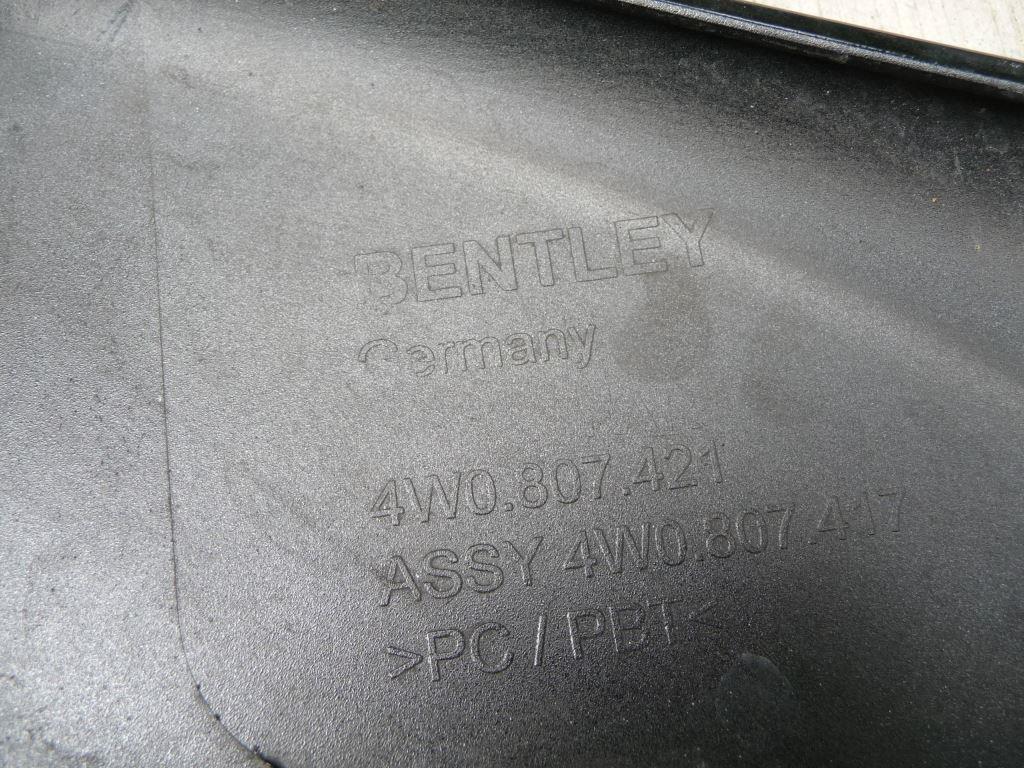 BENTLEY
Germany
4W0.807.421
ASSY 4W0.807.417
>PC / PBT<